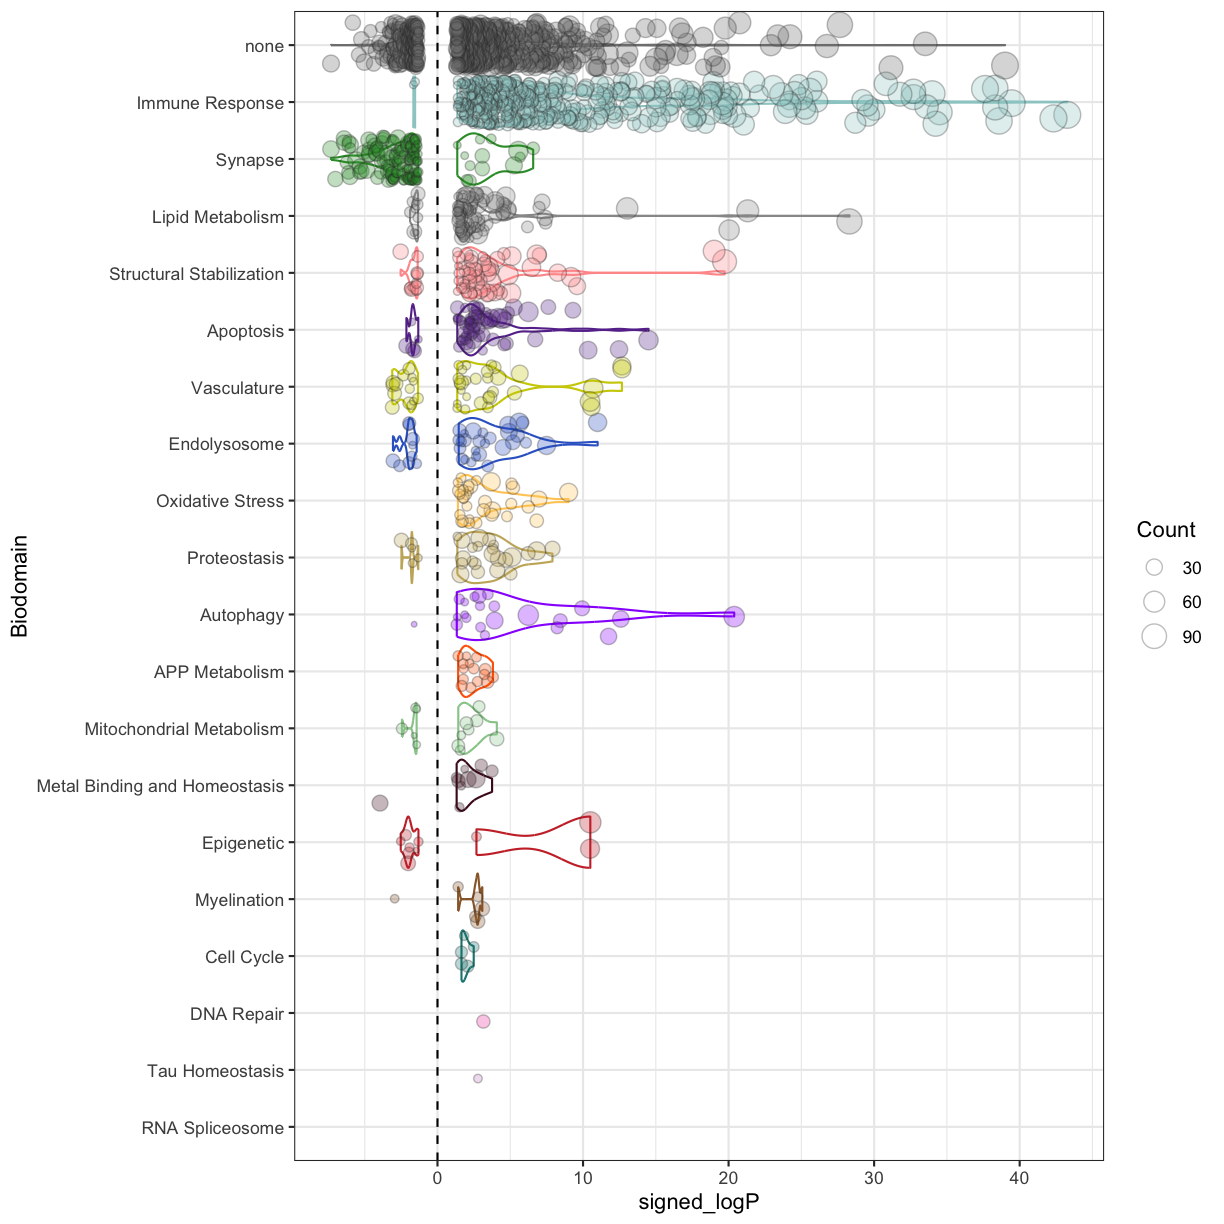 none
Immune Response
Synapse
Lipid Metabolism
Structural Stabilization
Apoptosis
Vasculature
Endolysosome
Oxidative Stress
Proteostasis
Autophagy
APP Metabolism
Mitochondrial Metabolism
Metal Binding and Homeostasis
Epigenetic
Myelination
Cell Cycle
DNA Repair
Tau Homeostasis
RNA Spliceosome
Biodomain
0 10 20 30 40
signed_logP
Count
30
60
90